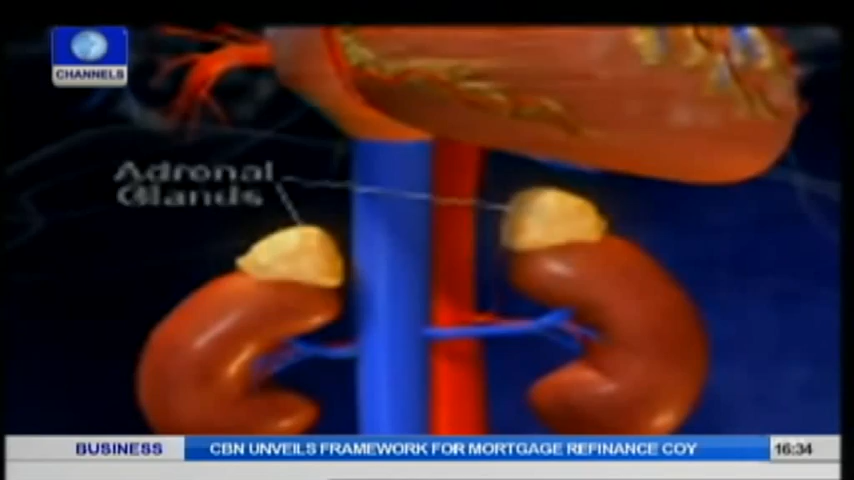 CHANNELS
Adrenal
Glands
BUSINESS
CBN UNVEILS FRAMEWORK FOR MORTGAGE REFINANCE COY
16:34